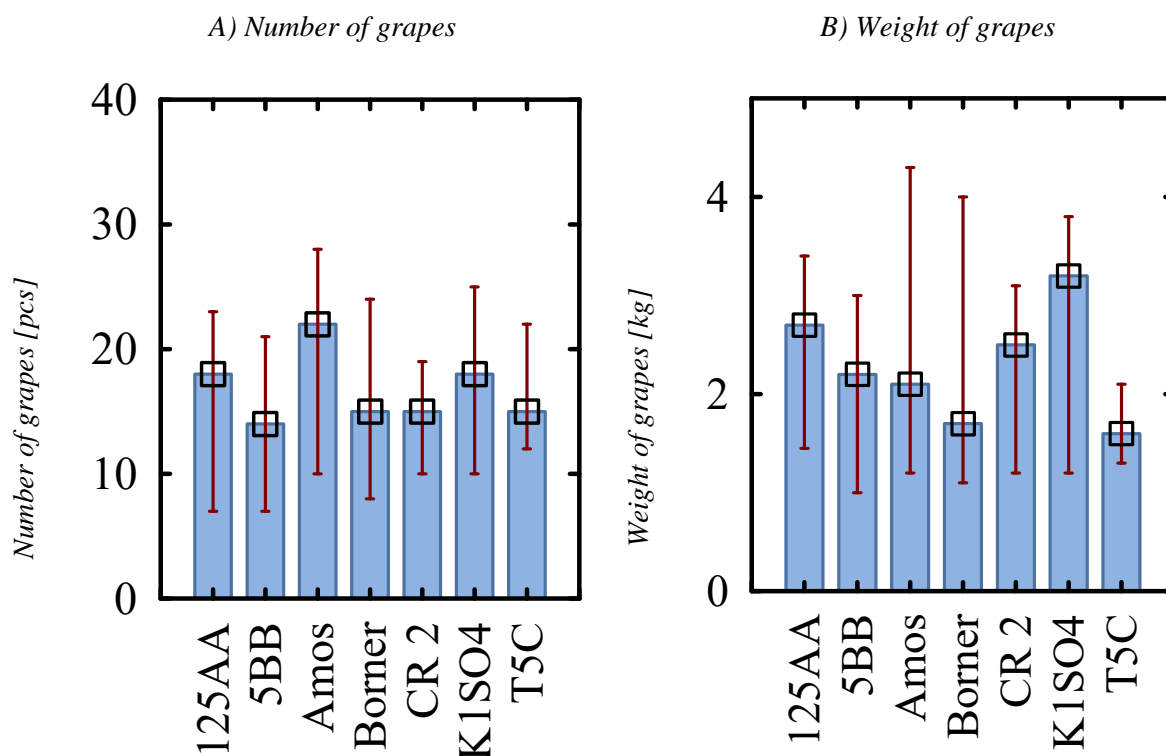 A) Number of grapes
Number of grapes [pcs]
40
30
20
10
0
125AA
5BB
Amos
Borner
CR 2
K1SO4
T5C
B) Weight of grapes
Weight of grapes [kg]
4
2
0
125AA
5BB
Amos
Borner
CR 2
K1SO4
T5C